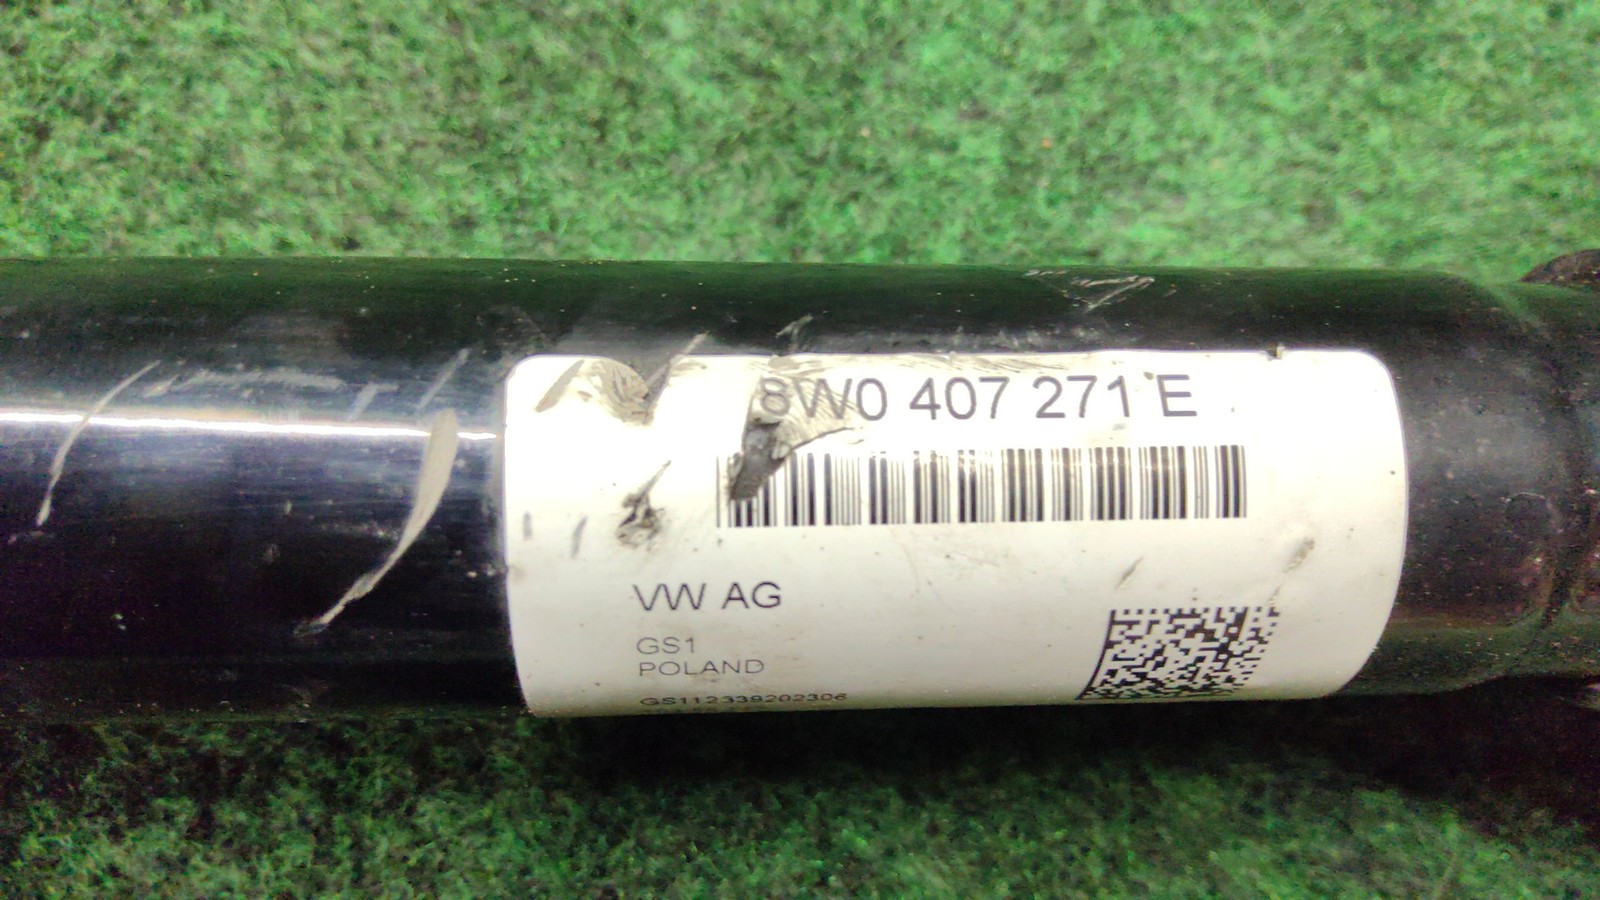 8W0 407 271 E
VW AG
GS1
POLAND
GS112339202306